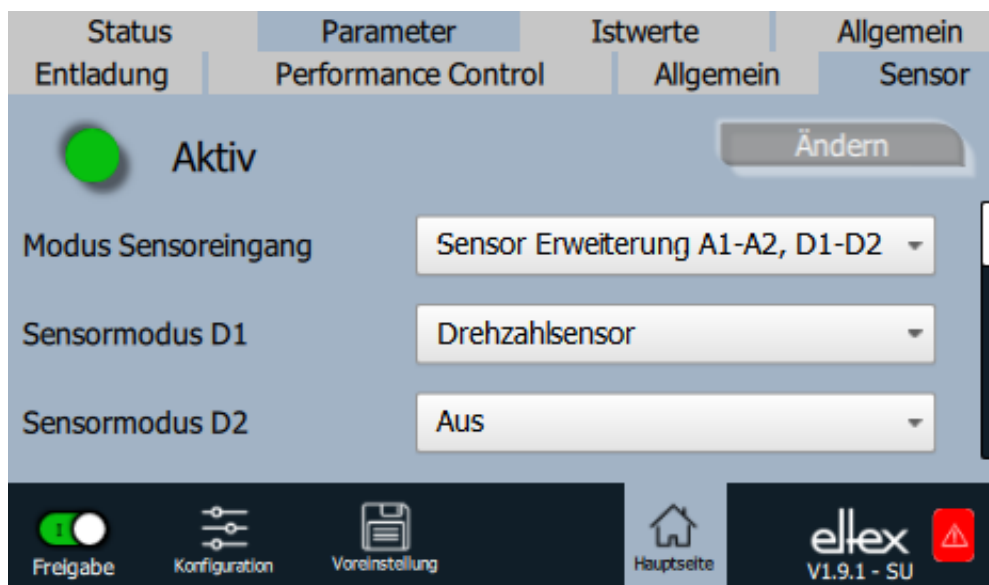 Status Parameter Istwerte Allgemein
Entladung Performance Control Allgemein Sensor
Aktiv Ändern
Modus Sensoreingang Sensor Erweiterung A1-A2, D1-D2
Sensormodus D1 Drehzahlsensor
Sensormodus D2 Aus
Freigabe Konfiguration Voreinstellung Hauptseite eltex
V1.9.1 - SU